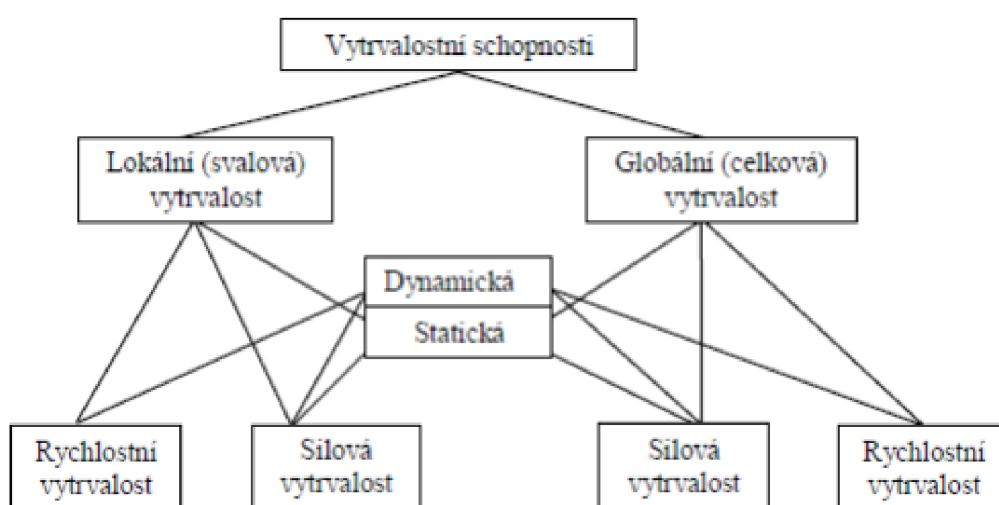 Vytrvalostní schopnosti
Lokální (svalová)
vytrvalost
Globální (celková)
vytrvalost
Dynamická
Statická
Rychlostní
vytrvalost
Silová
vytrvalost
Silová
vytrvalost
Rychlostní
vytrvalost